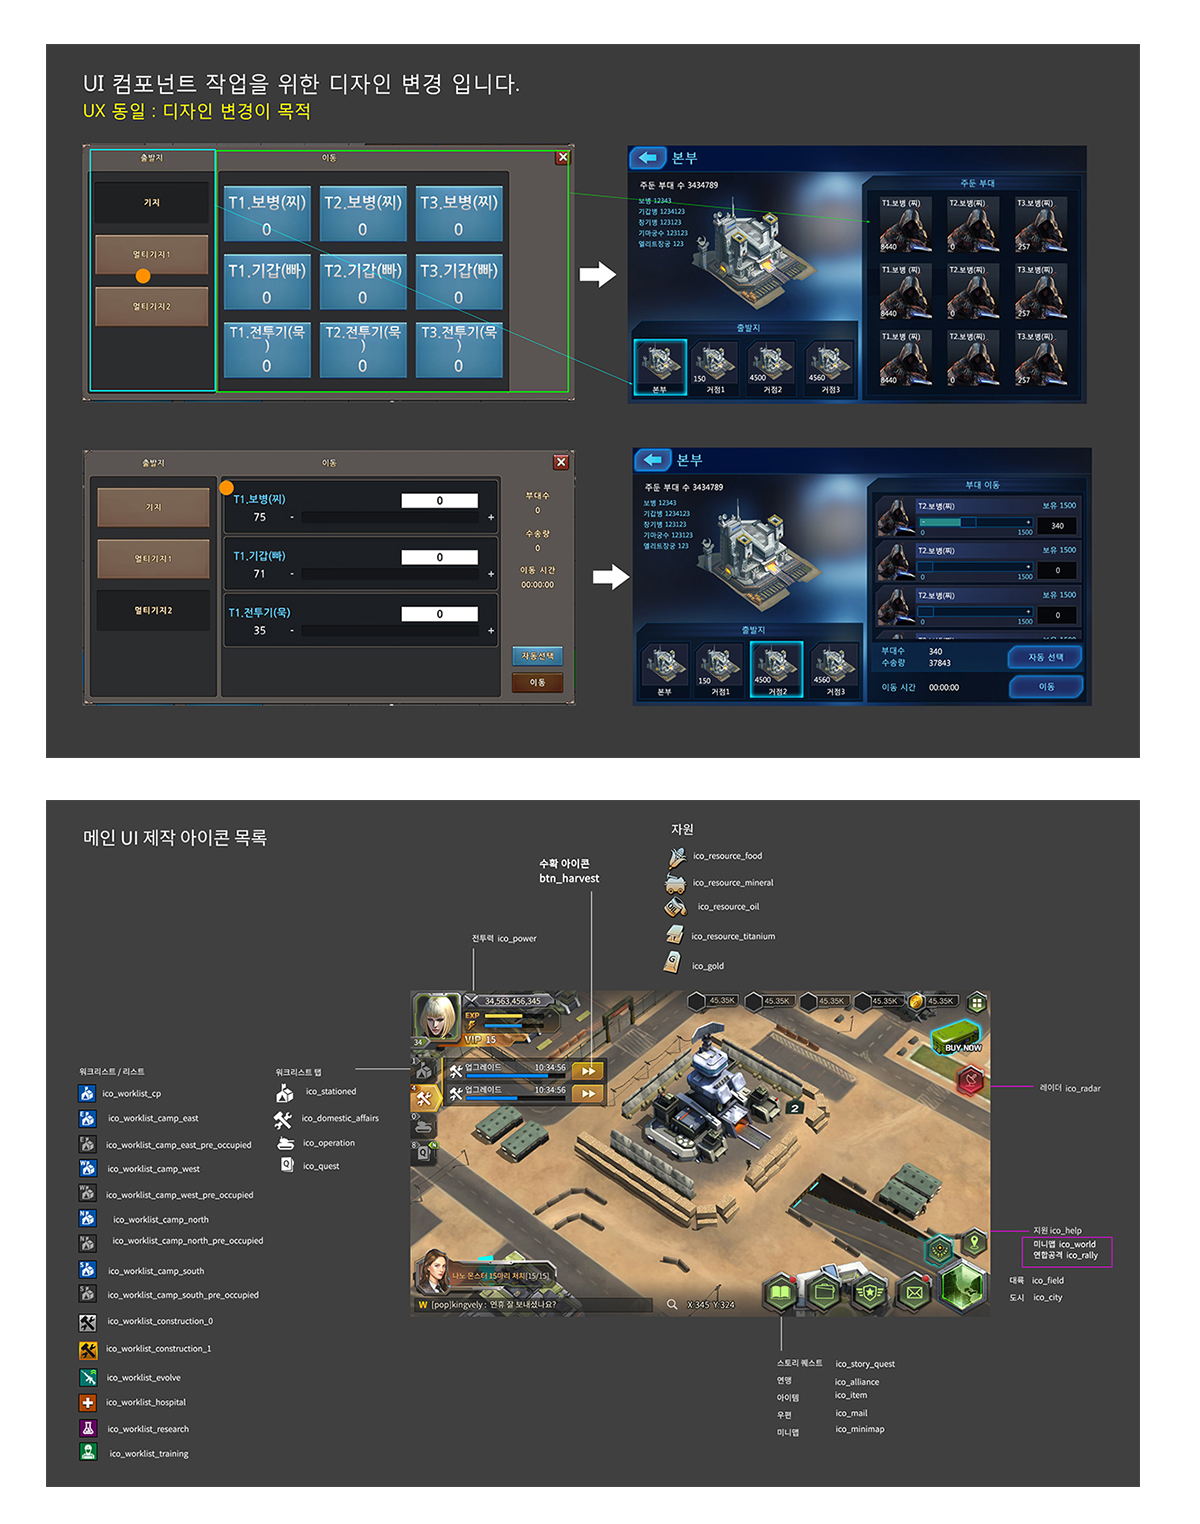 UI 컴포넌트 작업을 위한 디자인 변경 입니다.
UX 동일 : 디자인 변경이 목적
출발지
이동
기지
멀티기지1
멀티기지2
T1.보병(찌)
0
T2.보병(찌)
0
T3.보병(찌)
0
T1.기갑(빠)
0
T2.기갑(빠)
0
T3.기갑(빠)
0
T1.전투기(묵
)
0
T2.전투기(묵
)
0
T3.전투기(묵
)
0
본부
주둔 부대 수 3434789
보병 12343
기갑병 1234123
창기병 123123
기마궁수 123123
엘리트창궁 123
출발지
본부
150
거점1
4500
거점2
4560
거점3
주둔 부대
T1.보병 (찌)
8440
T2.보병(찌)
0
T3.보병(찌)
257
T1.보병 (찌)
8440
T2.보병(찌)
0
T3.보병(찌)
257
T1.보병 (찌)
8440
T2.보병(찌)
0
T3.보병(찌)
257
출발지
이동
기지
멀티기지1
멀티기지2
T1.보병(찌)
0
75 - +
T1.기갑(빠)
0
71 - +
T1.전투기(묵)
0
35 - +
부대수
0
수송량
0
이동 시간
00:00:00
자동선택
이동
본부
주둔 부대 수 3434789
보병 12343
기갑병 1234123
창기병 123123
기마궁수 123123
엘리트창궁 123
출발지
본부
150
거점1
4500
거점2
4560
거점3
부대 이동
T2.보병(찌) 보유 1500
- + 340
0 1500
T2.보병(찌) 보유 1500
+ 0
0 1500
T2.보병(찌) 보유 1500
+ 0
0 1500
부대수 340
수송량 37843
자동 선택
이동 시간 00:00:00
이동
메인 UI 제작 아이콘 목록
자원
ico_resource_food
ico_resource_mineral
ico_resource_oil
ico_resource_titanium
ico_gold
수확 아이콘
btn_harvest
전투력 ico_power
34,563,456,345
EXP
VIP 15
34
45.35K
45.35K
45.35K
45.35K
45.35K
BUY NOW
1
업그레이드 10:34:56
4
업그레이드 10:34:56
0
8
Q
2
레이더 ico_radar
지원 ico_help
미니맵 ico_world
연합공격 ico_rally
대륙 ico_field
도시 ico_city
나노 몬스터 15마리 처치[15/15]
W [pop]kingvely : 연휴 잘 보내셨나요?
X:345 Y:324
스토리 퀘스트 ico_story_quest
연맹 ico_alliance
아이템 ico_item
우편 ico_mail
미니맵 ico_minimap
워크리스트 / 리스트
ico_worklist_cp
ico_worklist_camp_east
ico_worklist_camp_east_pre_occupied
ico_worklist_camp_west
ico_worklist_camp_west_pre_occupied
ico_worklist_camp_north
ico_worklist_camp_north_pre_occupied
ico_worklist_camp_south
ico_worklist_camp_south_pre_occupied
ico_worklist_construction_0
ico_worklist_construction_1
ico_worklist_evolve
ico_worklist_hospital
ico_worklist_research
ico_worklist_training
워크리스트 탭
ico_stationed
ico_domestic_affairs
ico_operation
ico_quest